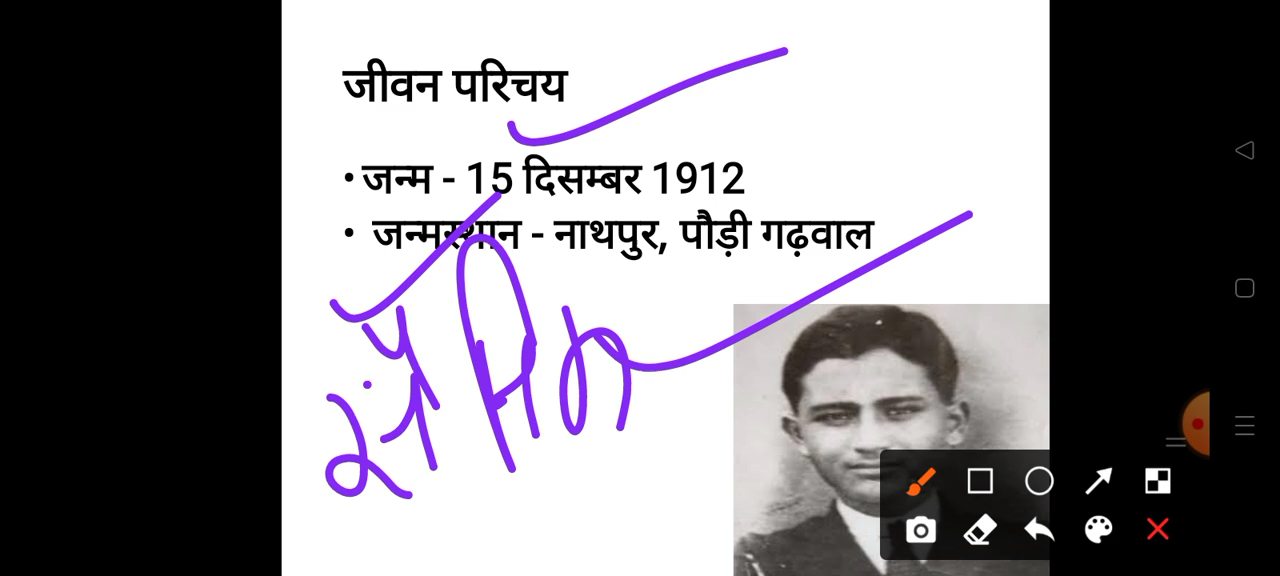 जीवन परिचय
• जन्म - 15 दिसम्बर 1912
• जन्मस्थान - नाथपुर, पौड़ी गढ़वाल